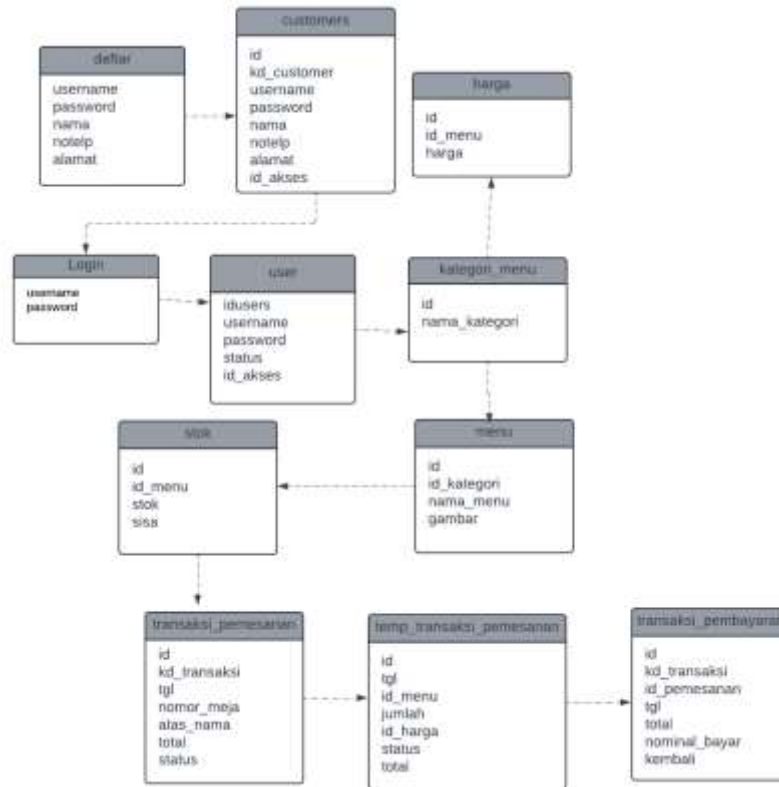 customers
id
kd_customer
username
password
nama
notelp
alamat
id_akses
daftar
username
password
nama
notelp
alamat
harga
id
id_menu
harga
Login
username
password
user
idusers
username
password
status
id_akses
kategori_menu
id
nama_kategori
stok
id
id_menu
stok
sisa
menu
id
id_kategori
nama_menu
gambar
transaksi_pemesanan
id
kd_transaksi
tgl
nomor_meja
atas_nama
total
status
temp_transaksi_pemesanan
id
tgl
id_menu
jumlah
id_harga
status
total
transaksi_pembayaran
id
kd_transaksi
id_pemesanan
tgl
total
nominal_bayar
kembali